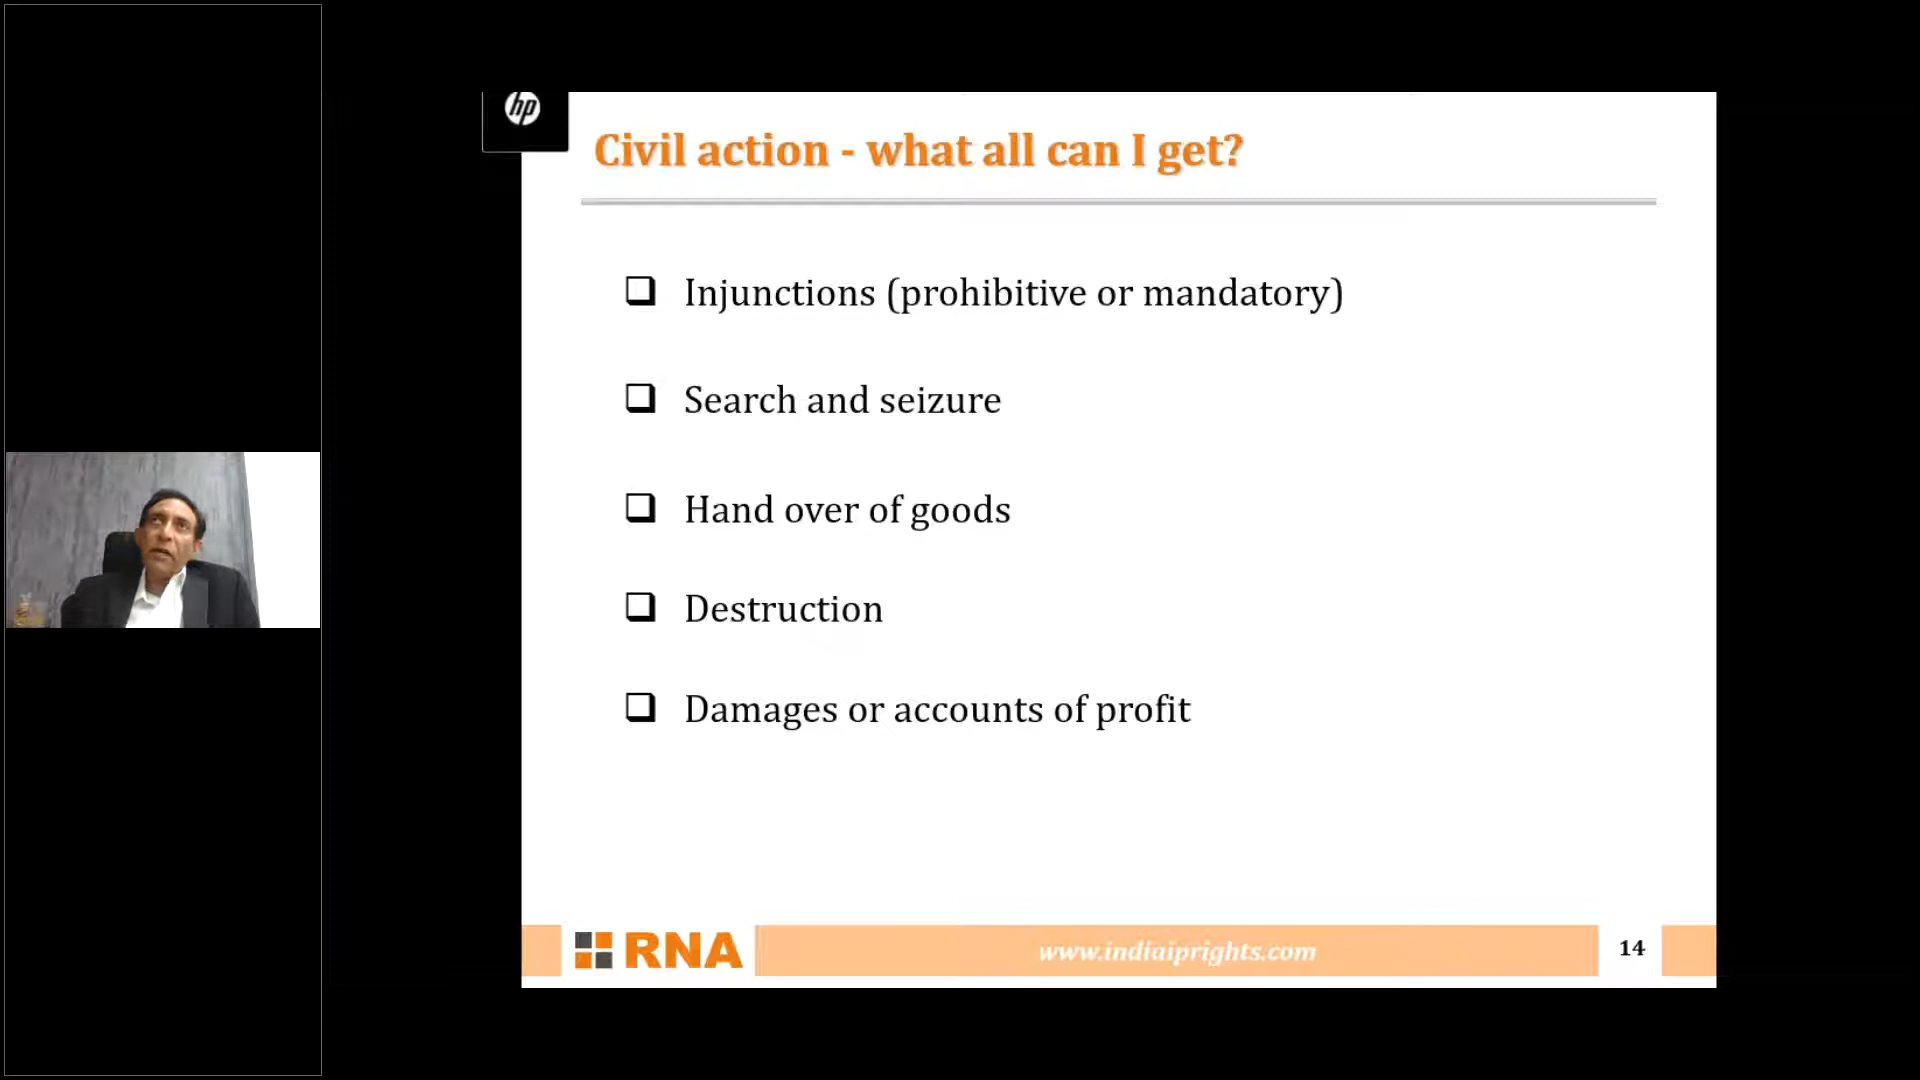 hp
Civil action - what all can I get?
Injunctions (prohibitive or mandatory)
Search and seizure
Hand over of goods
Destruction
Damages or accounts of profit
RNA
www.indiaiprights.com
14